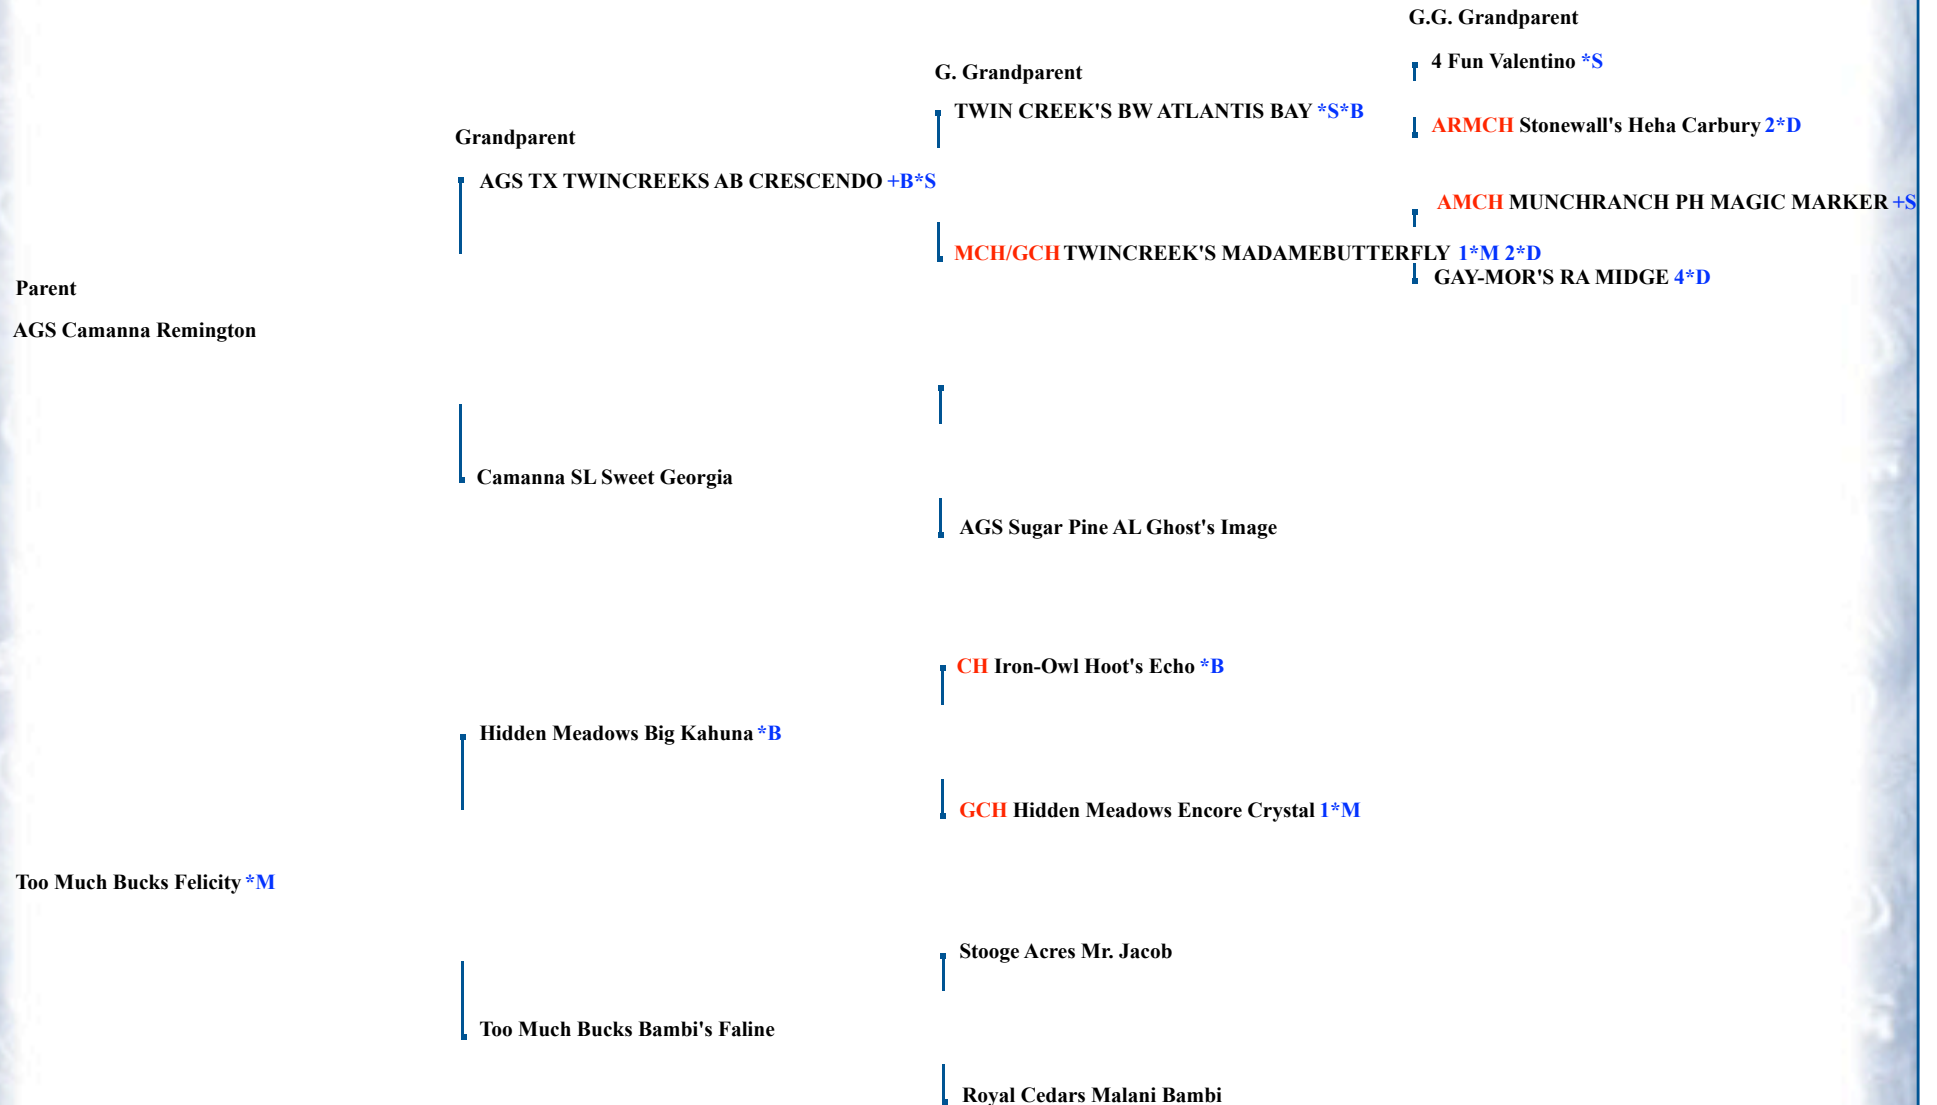 G.G. Grandparent
4 Fun Valentino *S
G. Grandparent
TWIN CREEK'S BW ATLANTIS BAY *S*B
ARMCH Stonewall's Heha Carbury 2*D
Grandparent
AGS TX TWINCREEKS AB CRESCENDO +B*S
AMCH MUNCHRANCH PH MAGIC MARKER +S
MCH/GCH TWINCREEK'S MADAMEBUTTERFLY 1*M 2*D
GAY-MOR'S RA MIDGE 4*D
Parent
AGS Camanna Remington
Camanna SL Sweet Georgia
AGS Sugar Pine AL Ghost's Image
CH Iron-Owl Hoot's Echo *B
Hidden Meadows Big Kahuna *B
GCH Hidden Meadows Encore Crystal 1*M
Too Much Bucks Felicity *M
Stooge Acres Mr. Jacob
Too Much Bucks Bambi's Faline
Royal Cedars Malani Bambi